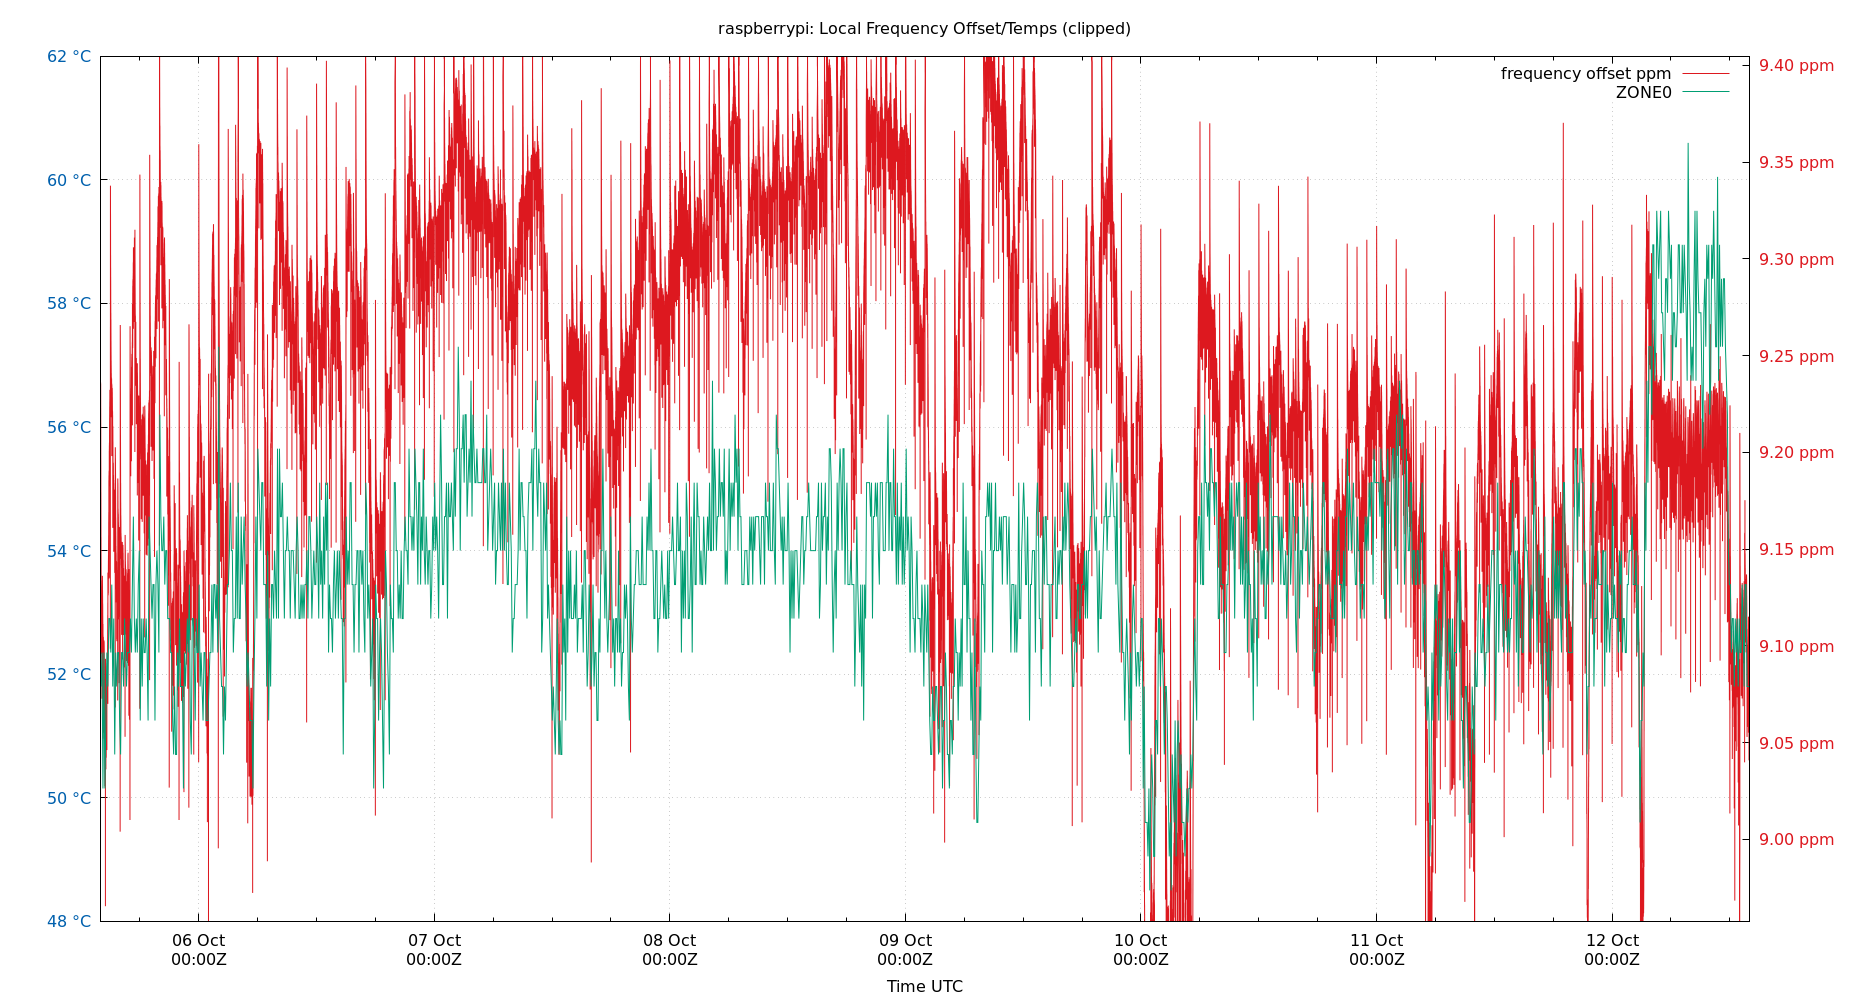 raspberrypi: Local Frequency Offset/Temps (clipped)
62 °C
60 °C
58 °C
56 °C
54 °C
52 °C
50 °C
48 °C
9.40 ppm
9.35 ppm
9.30 ppm
9.25 ppm
9.20 ppm
9.15 ppm
9.10 ppm
9.05 ppm
9.00 ppm
frequency offset ppm
ZONE0
06 Oct
00:00Z
07 Oct
00:00Z
08 Oct
00:00Z
09 Oct
00:00Z
10 Oct
00:00Z
11 Oct
00:00Z
12 Oct
00:00Z
Time UTC